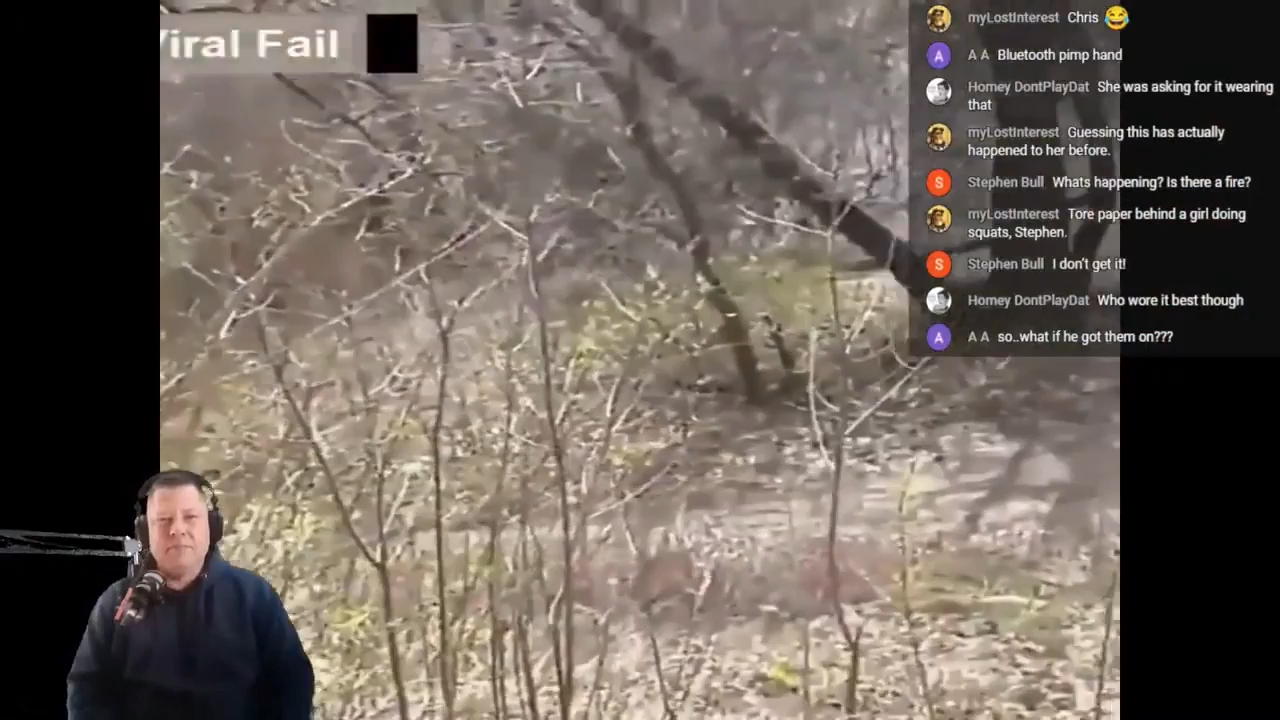 Viral Fail
myLostInterest Chris 😂
A A A Bluetooth pimp hand
Homey DontPlayDat She was asking for it wearing
that
myLostInterest Guessing this has actually
happened to her before.
S Stephen Bull Whats happening? Is there a fire?
myLostInterest Tore paper behind a girl doing
squats, Stephen.
S Stephen Bull I don't get it!
Homey DontPlayDat Who wore it best though
A A A so..what if he got them on???